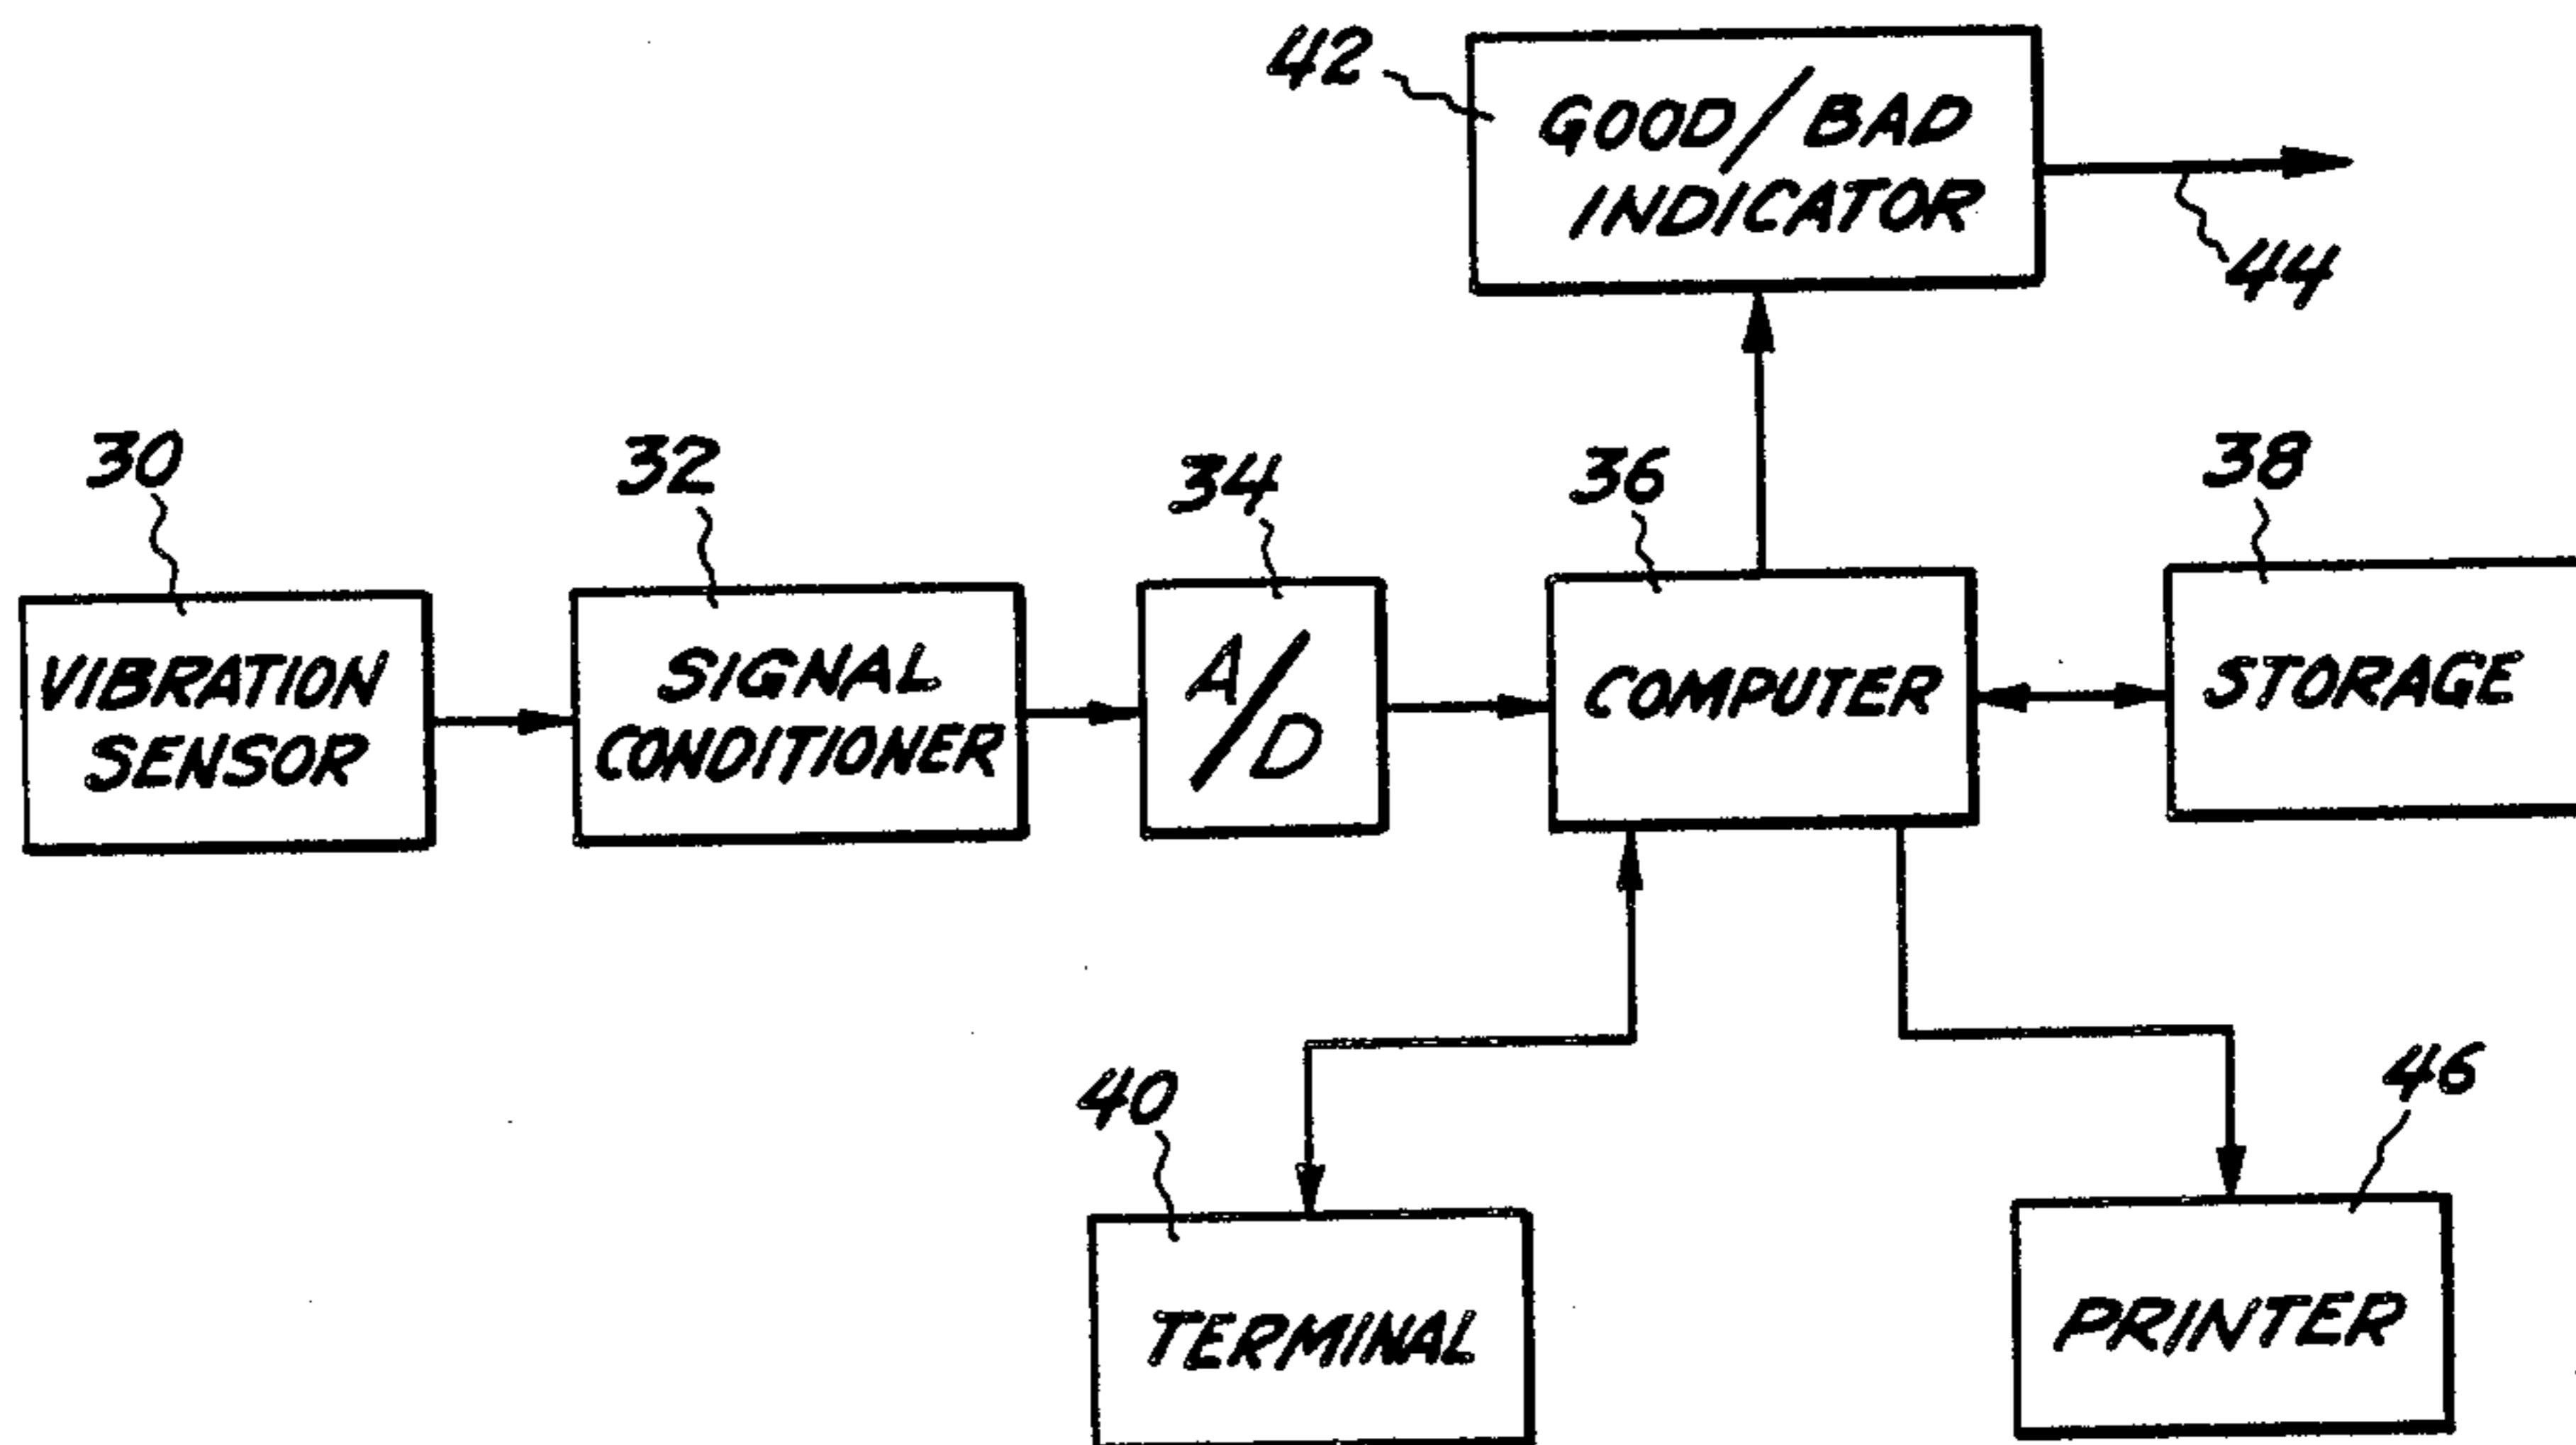 42
GOOD/BAD
INDICATOR
44
30
32
34
36
38
VIBRATION
SENSOR
SIGNAL
CONDITIONER
A/D
COMPUTER
STORAGE
40
46
TERMINAL
PRINTER